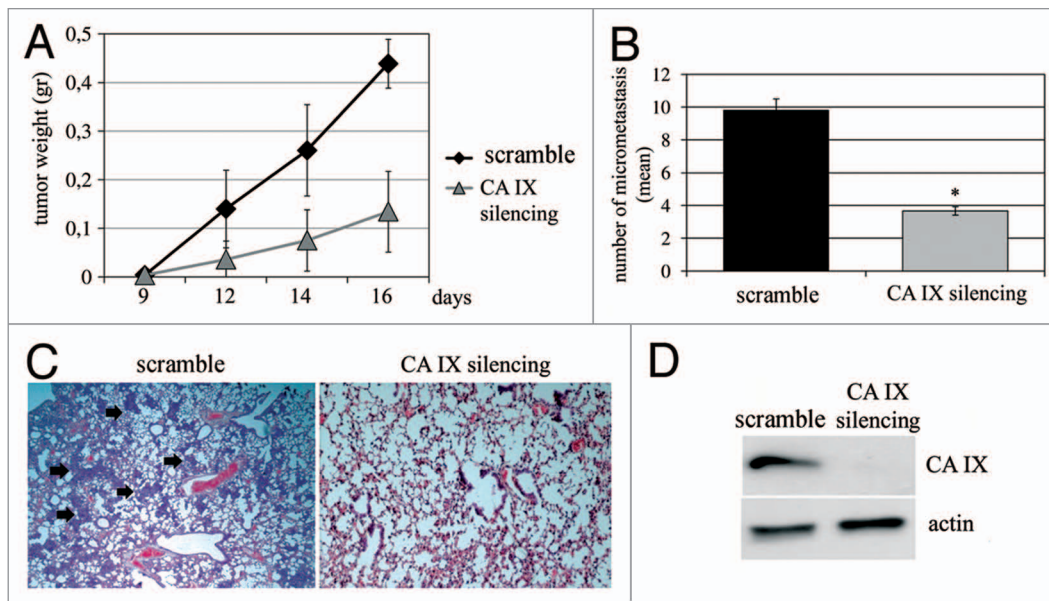 A
tumor weight (gr)
0,5
0,4
0,3
0,2
0,1
0
9 12 14 16 days
scramble
CA IX
silencing
B
number of micrometastasis
(mean)
12
10
8
6
4
2
0
*
scramble CA IX silencing
C
scramble CA IX silencing
D
scramble
CA IX
silencing
CA IX
actin